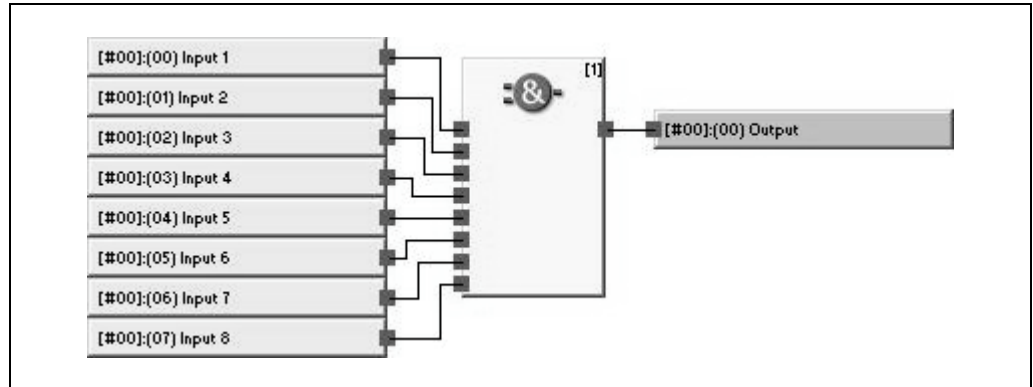 [#00]:(00) Input 1
[#00]:(01) Input 2
[#00]:(02) Input 3
[#00]:(03) Input 4
[#00]:(04) Input 5
[#00]:(05) Input 6
[#00]:(06) Input 7
[#00]:(07) Input 8
[1]
&
[#00]:(00) Output